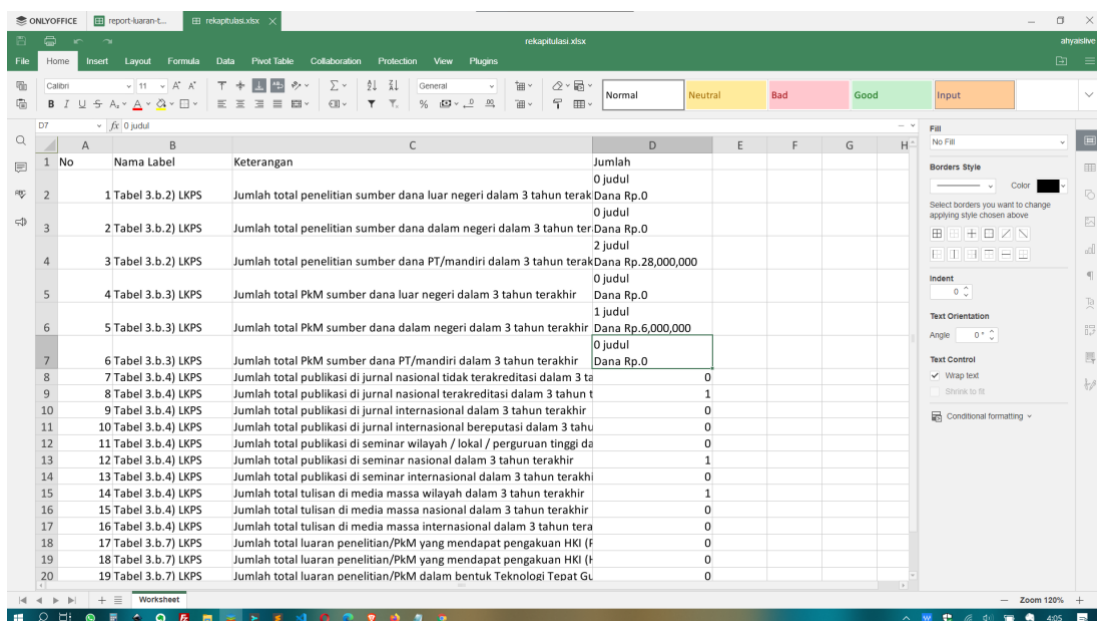 ONLYOFFICE report-luaran-t... rekapitulasi.xlsx
rekapitulasi.xlsx ahyaislive
File Home Insert Layout Formula Data Pivot Table Collaboration Protection View Plugins
Calibri 11 General Normal Neutral Bad Good Input
D7 fx 0 judul
A B C D E F G H
1 No Nama Label Keterangan Jumlah
0 judul
2 1 Tabel 3.b.2) LKPS Jumlah total penelitian sumber dana luar negeri dalam 3 tahun terak Dana Rp.0
0 judul
3 2 Tabel 3.b.2) LKPS Jumlah total penelitian sumber dana dalam negeri dalam 3 tahun ter Dana Rp.0
2 judul
4 3 Tabel 3.b.2) LKPS Jumlah total penelitian sumber dana PT/mandiri dalam 3 tahun terak Dana Rp.28,000,000
0 judul
5 4 Tabel 3.b.3) LKPS Jumlah total PkM sumber dana luar negeri dalam 3 tahun terakhir Dana Rp.0
1 judul
6 5 Tabel 3.b.3) LKPS Jumlah total PkM sumber dana dalam negeri dalam 3 tahun terakhir Dana Rp.6,000,000
0 judul
7 6 Tabel 3.b.3) LKPS Jumlah total PkM sumber dana PT/mandiri dalam 3 tahun terakhir Dana Rp.0
8 7 Tabel 3.b.4) LKPS Jumlah total publikasi di jurnal nasional tidak terakreditasi dalam 3 ta 0
9 8 Tabel 3.b.4) LKPS Jumlah total publikasi di jurnal nasional terakreditasi dalam 3 tahun t 1
10 9 Tabel 3.b.4) LKPS Jumlah total publikasi di jurnal internasional dalam 3 tahun terakhir 0
11 10 Tabel 3.b.4) LKPS Jumlah total publikasi di jurnal internasional bereputasi dalam 3 tahu 0
12 11 Tabel 3.b.4) LKPS Jumlah total publikasi di seminar wilayah / lokal / perguruan tinggi da 0
13 12 Tabel 3.b.4) LKPS Jumlah total publikasi di seminar nasional dalam 3 tahun terakhir 1
14 13 Tabel 3.b.4) LKPS Jumlah total publikasi di seminar internasional dalam 3 tahun terakhi 0
15 14 Tabel 3.b.4) LKPS Jumlah total tulisan di media massa wilayah dalam 3 tahun terakhir 1
16 15 Tabel 3.b.4) LKPS Jumlah total tulisan di media massa nasional dalam 3 tahun terakhir 0
17 16 Tabel 3.b.4) LKPS Jumlah total tulisan di media massa internasional dalam 3 tahun tera 0
18 17 Tabel 3.b.7) LKPS Jumlah total luaran penelitian/PkM yang mendapat pengakuan HKI (P 0
19 18 Tabel 3.b.7) LKPS Jumlah total luaran penelitian/PkM yang mendapat pengakuan HKI (H 0
20 19 Tabel 3.b.7) LKPS Jumlah total luaran penelitian/PkM dalam bentuk Teknologi Tepat Gu 0
Fill
No Fill
Borders Style
Color
Select borders you want to change
applying style chosen above
Indent
0
Text Orientation
Angle 0 °
Text Control
Wrap text
Shrink to fit
Conditional formatting
Worksheet Zoom 120%
4:05